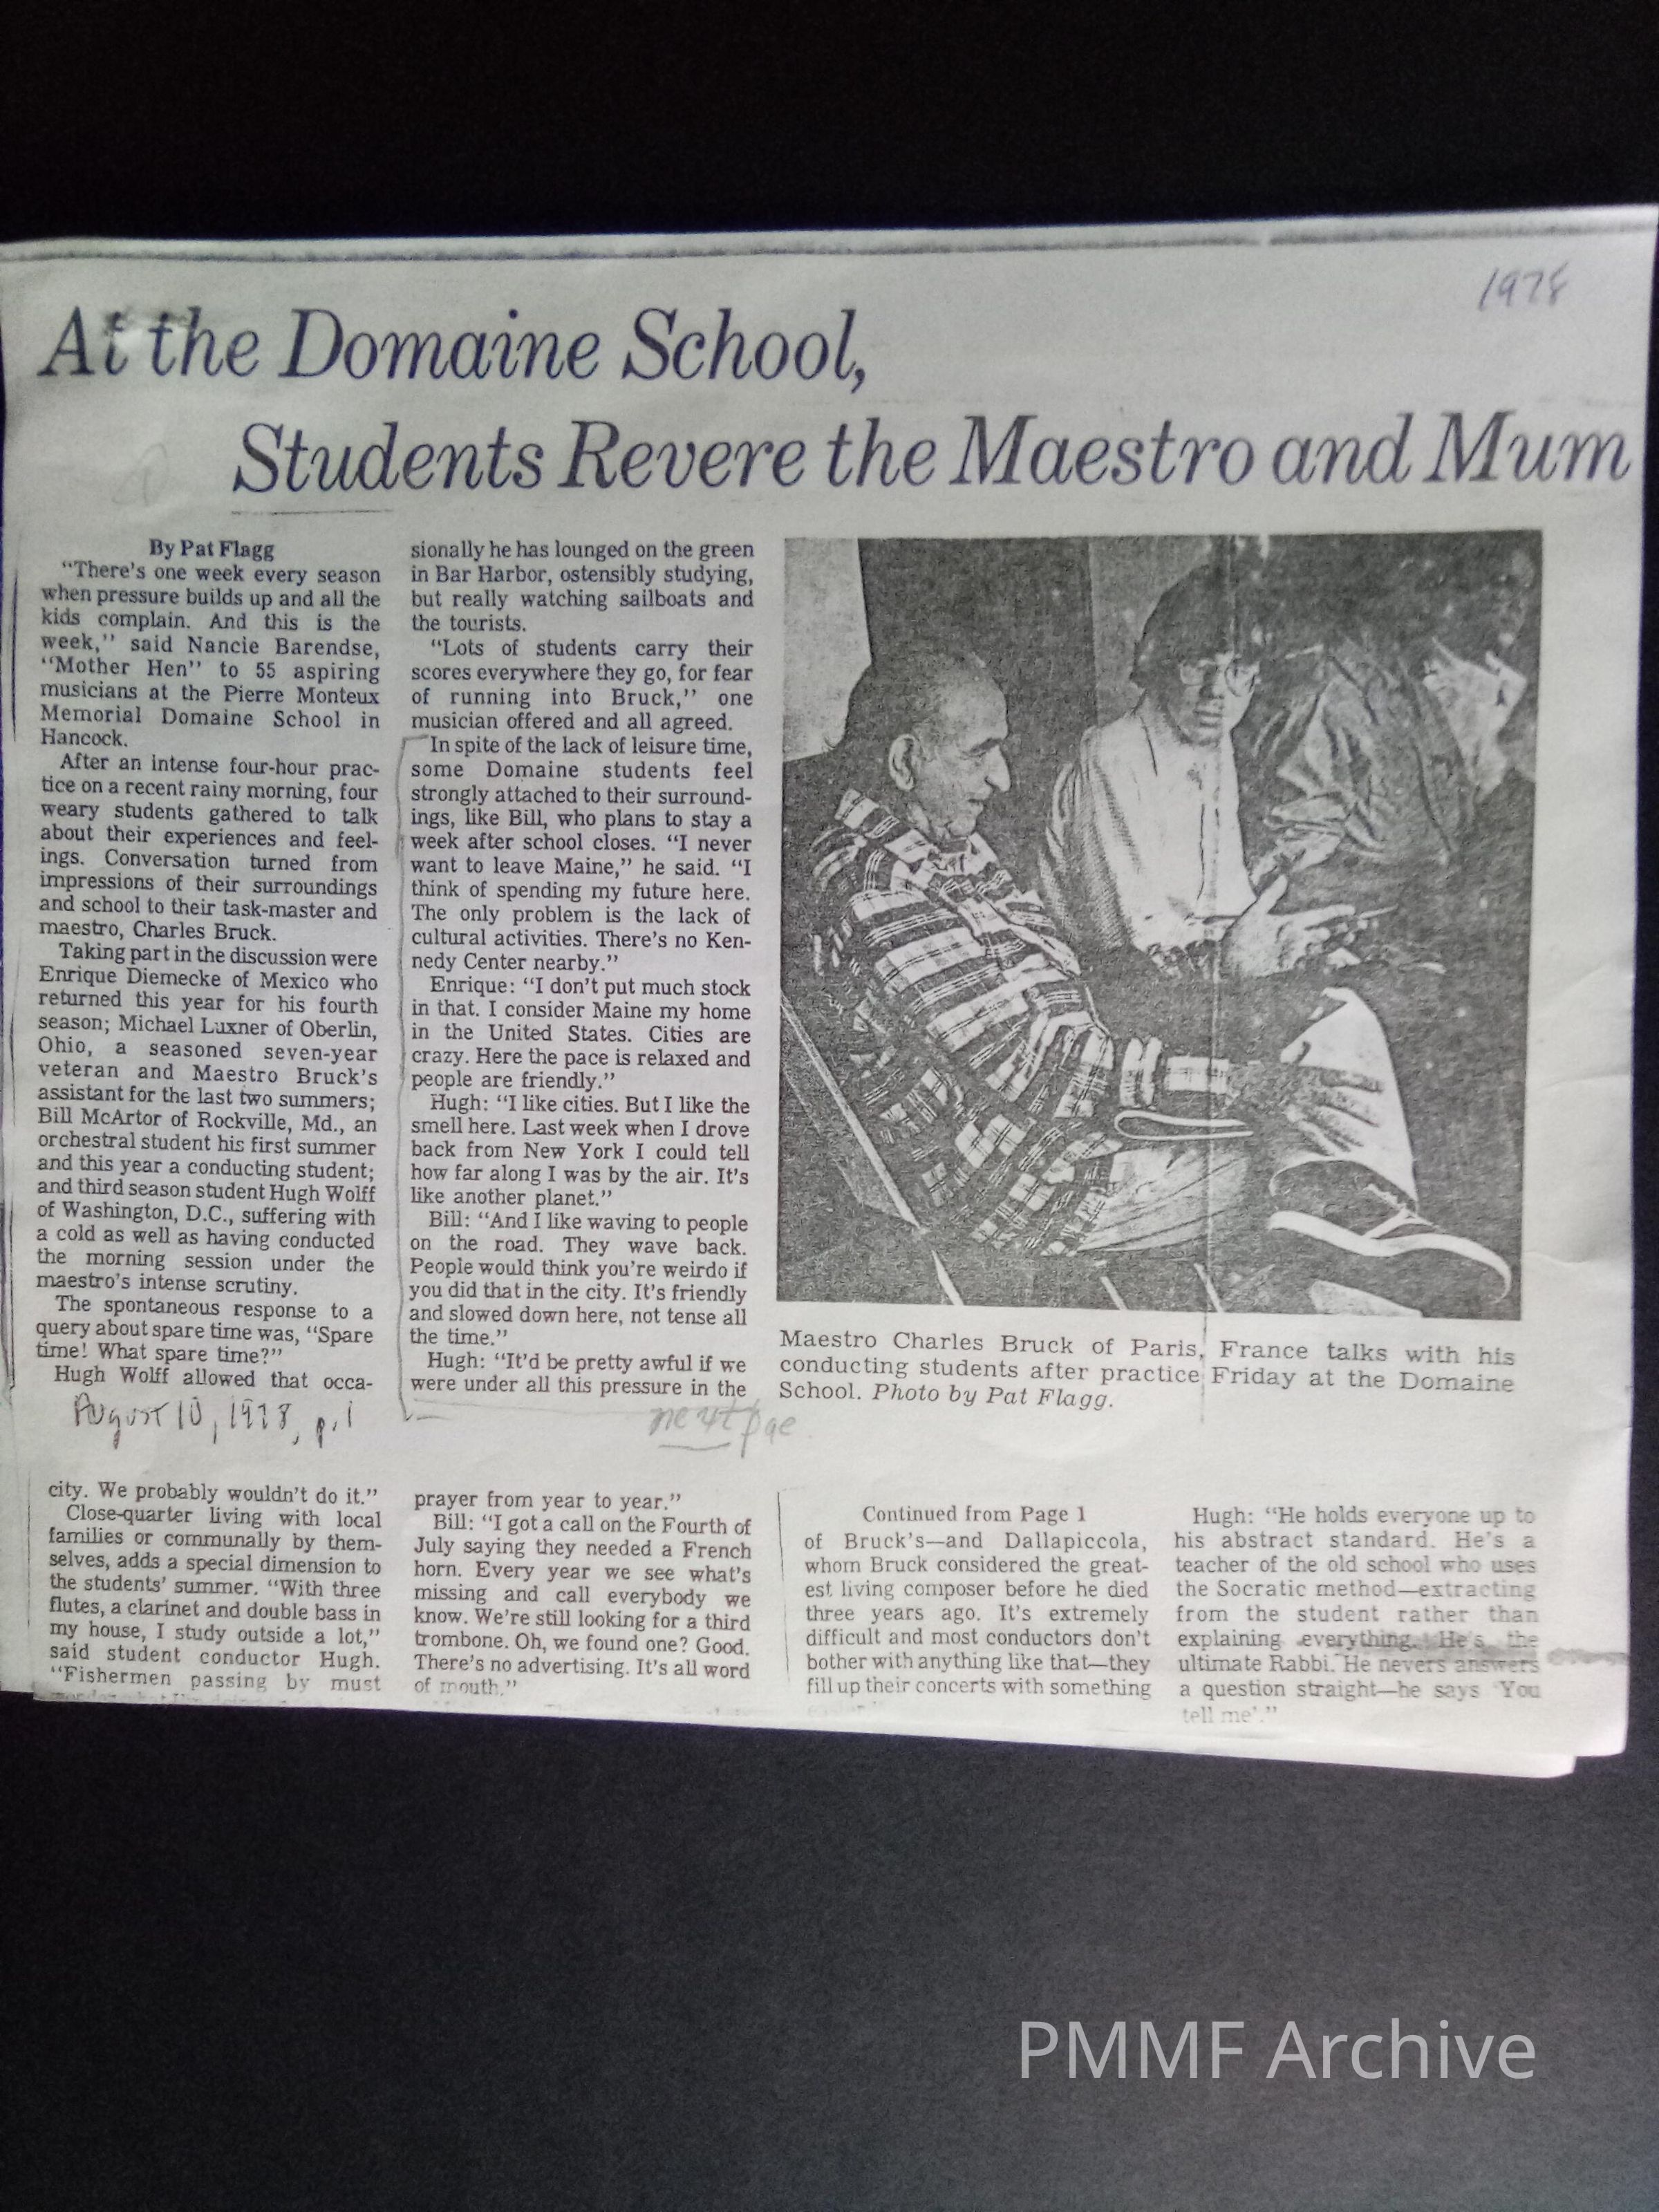 1978
At the Domaine School,
Students Revere the Maestro and Mum
By Pat Flagg
"There's one week every season
when pressure builds up and all the
kids complain. And this is the
week," said Nancie Barendse,
"Mother Hen" to 55 aspiring
musicians at the Pierre Monteux
Memorial Domaine School in
Hancock.
After an intense four-hour prac-
tice on a recent rainy morning, four
weary students gathered to talk
about their experiences and feel-
ings. Conversation turned from
impressions of their surroundings
and school to their task-master and
maestro, Charles Bruck.
Taking part in the discussion were
Enrique Diemecke of Mexico who
returned this year for his fourth
season; Michael Luxner of Oberlin,
Ohio, a seasoned seven-year
veteran and Maestro Bruck's
assistant for the last two summers;
Bill McArtor of Rockville, Md., an
orchestral student his first summer
and this year a conducting student;
and third season student Hugh Wolff
of Washington, D.C., suffering with
a cold as well as having conducted
the morning session under the
maestro's intense scrutiny.
The spontaneous response to a
query about spare time was, "Spare
time! What spare time?"
Hugh Wolff allowed that occa-
August 10, 1978, p.1
sionally he has lounged on the green
in Bar Harbor, ostensibly studying,
but really watching sailboats and
the tourists.
"Lots of students carry their
scores everywhere they go, for fear
of running into Bruck," one
musician offered and all agreed.
In spite of the lack of leisure time,
some Domaine students feel
strongly attached to their surround-
ings, like Bill, who plans to stay a
week after school closes. "I never
want to leave Maine," he said. "I
think of spending my future here.
The only problem is the lack of
cultural activities. There's no Ken-
nedy Center nearby."
Enrique: "I don't put much stock
in that. I consider Maine my home
in the United States. Cities are
crazy. Here the pace is relaxed and
people are friendly."
Hugh: "I like cities. But I like the
smell here. Last week when I drove
back from New York I could tell
how far along I was by the air. It's
like another planet."
Bill: "And I like waving to people
on the road. They wave back.
People would think you're weirdo if
you did that in the city. It's friendly
and slowed down here, not tense all
the time."
Hugh: "It'd be pretty awful if we
were under all this pressure in the
next pae
Maestro Charles Bruck of Paris, France talks with his
conducting students after practice Friday at the Domaine
School. Photo by Pat Flagg.
city. We probably wouldn't do it."
Close-quarter living with local
families or communally by them-
selves, adds a special dimension to
the students' summer. "With three
flutes, a clarinet and double bass in
my house, I study outside a lot,"
said student conductor Hugh.
"Fishermen passing by must
prayer from year to year."
Bill: "I got a call on the Fourth of
July saying they needed a French
horn. Every year we see what's
missing and call everybody we
know. We're still looking for a third
trombone. Oh, we found one? Good.
There's no advertising. It's all word
of mouth."
Continued from Page 1
of Bruck's—and Dallapiccola,
whom Bruck considered the great-
est living composer before he died
three years ago. It's extremely
difficult and most conductors don't
bother with anything like that—they
fill up their concerts with something
Hugh: "He holds everyone up to
his abstract standard. He's a
teacher of the old school who uses
the Socratic method—extracting
from the student rather than
explaining everything. He's the
ultimate Rabbi. He nevers answers
a question straight—he says 'You
tell me'."
PMMF Archive